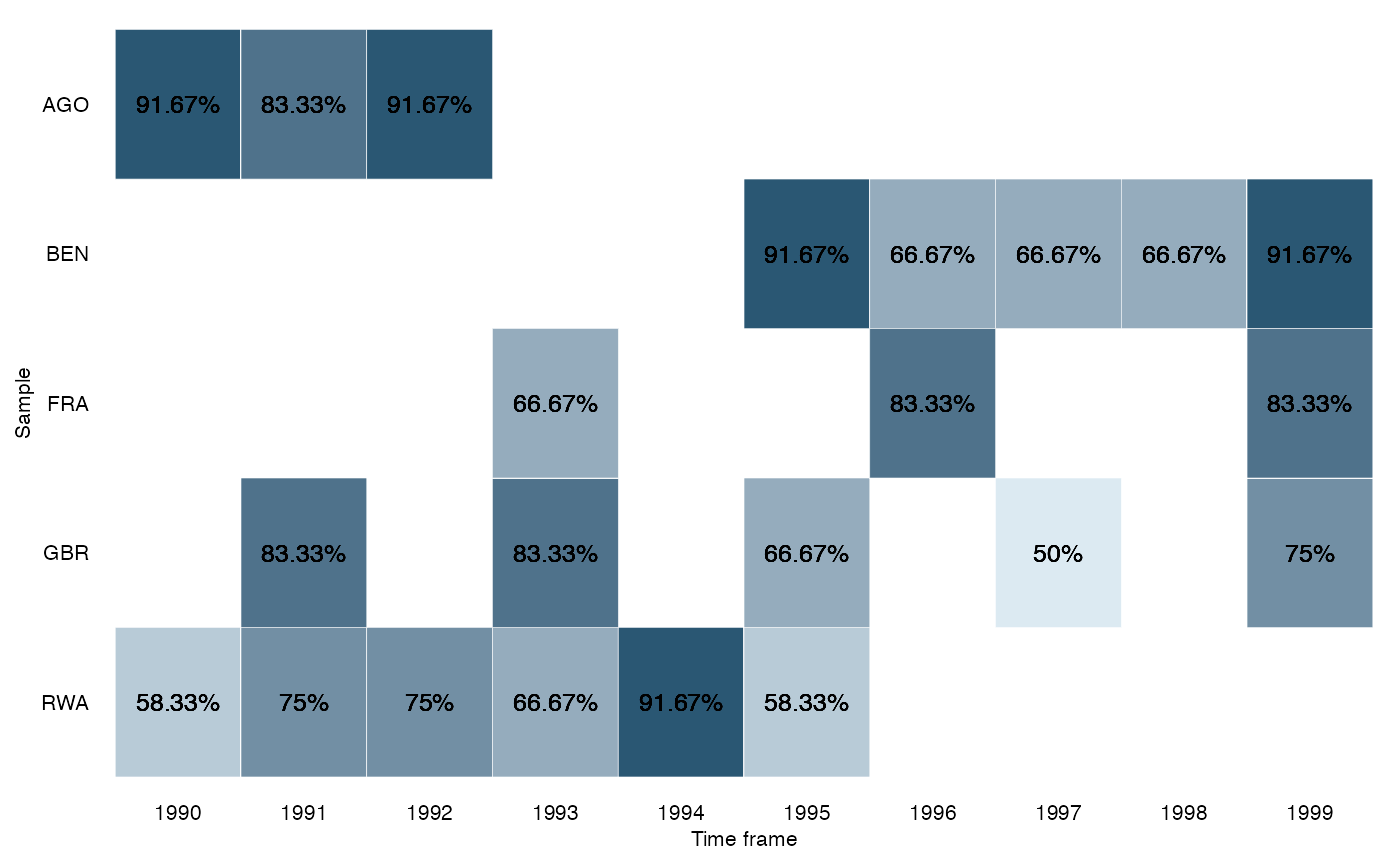 AGO 91.67% 83.33% 91.67%
BEN 91.67% 66.67% 66.67% 66.67% 91.67%
Sample
FRA 66.67% 83.33% 83.33%
GBR 83.33% 83.33% 66.67% 50% 75%
RWA 58.33% 75% 75% 66.67% 91.67% 58.33%
1990 1991 1992 1993 1994 1995 1996 1997 1998 1999
Time frame